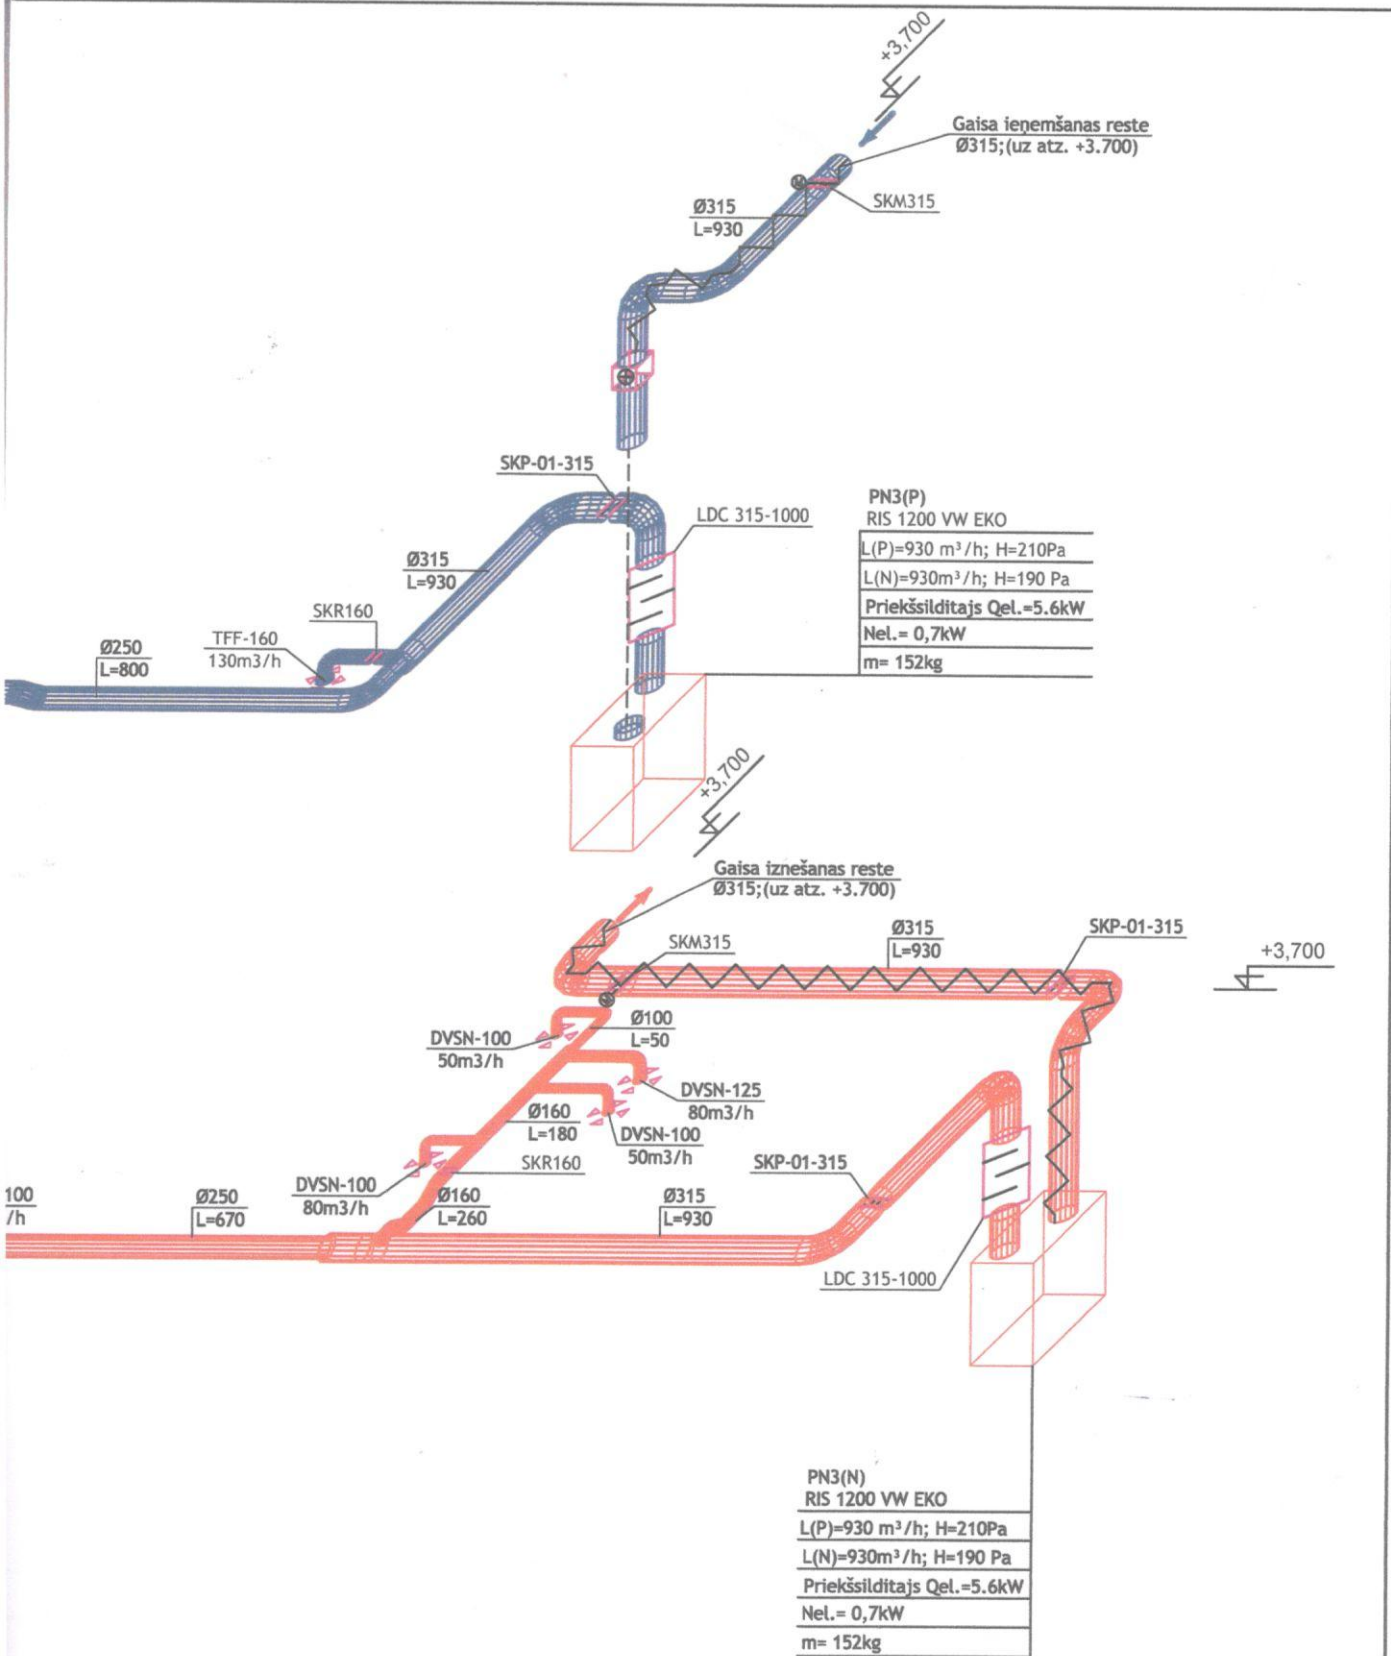 +3,700
Gaisa ieņemšanas reste
Ø315;(uz atz. +3.700)
SKM315
Ø315
L=930
SKP-01-315
LDC 315-1000
PN3(P)
RIS 1200 VW EKO
L(P)=930 m³/h; H=210Pa
L(N)=930m³/h; H=190 Pa
Priekšsilditajs Qel.=5.6kW
Nel.= 0,7kW
m= 152kg
Ø315
L=930
SKR160
TFF-160
130m3/h
Ø250
L=800
+3,700
Gaisa iznešanas reste
Ø315;(uz atz. +3.700)
SKM315
Ø315
L=930
SKP-01-315
+3,700
Ø100
L=50
DVSN-100
50m3/h
DVSN-125
80m3/h
Ø160
L=180
DVSN-100
50m3/h
SKR160
SKP-01-315
DVSN-100
80m3/h
100
/h
Ø250
L=670
Ø160
L=260
Ø315
L=930
LDC 315-1000
PN3(N)
RIS 1200 VW EKO
L(P)=930 m³/h; H=210Pa
L(N)=930m³/h; H=190 Pa
Priekšsilditajs Qel.=5.6kW
Nel.= 0,7kW
m= 152kg